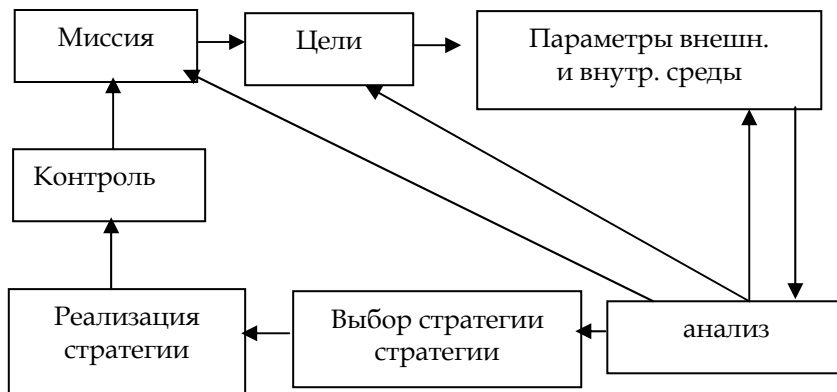 Миссия
Цели
Параметры внешн.
и внутр. среды
Контроль
Реализация
стратегии
Выбор стратегии
стратегии
анализ